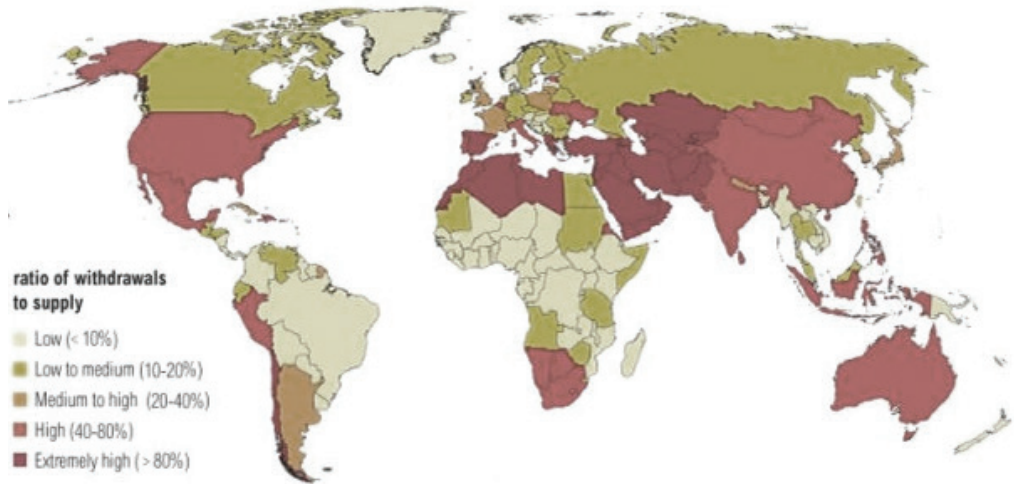 ratio of withdrawals
to supply
Low (< 10%)
Low to medium (10-20%)
Medium to high (20-40%)
High (40-80%)
Extremely high ( > 80%)